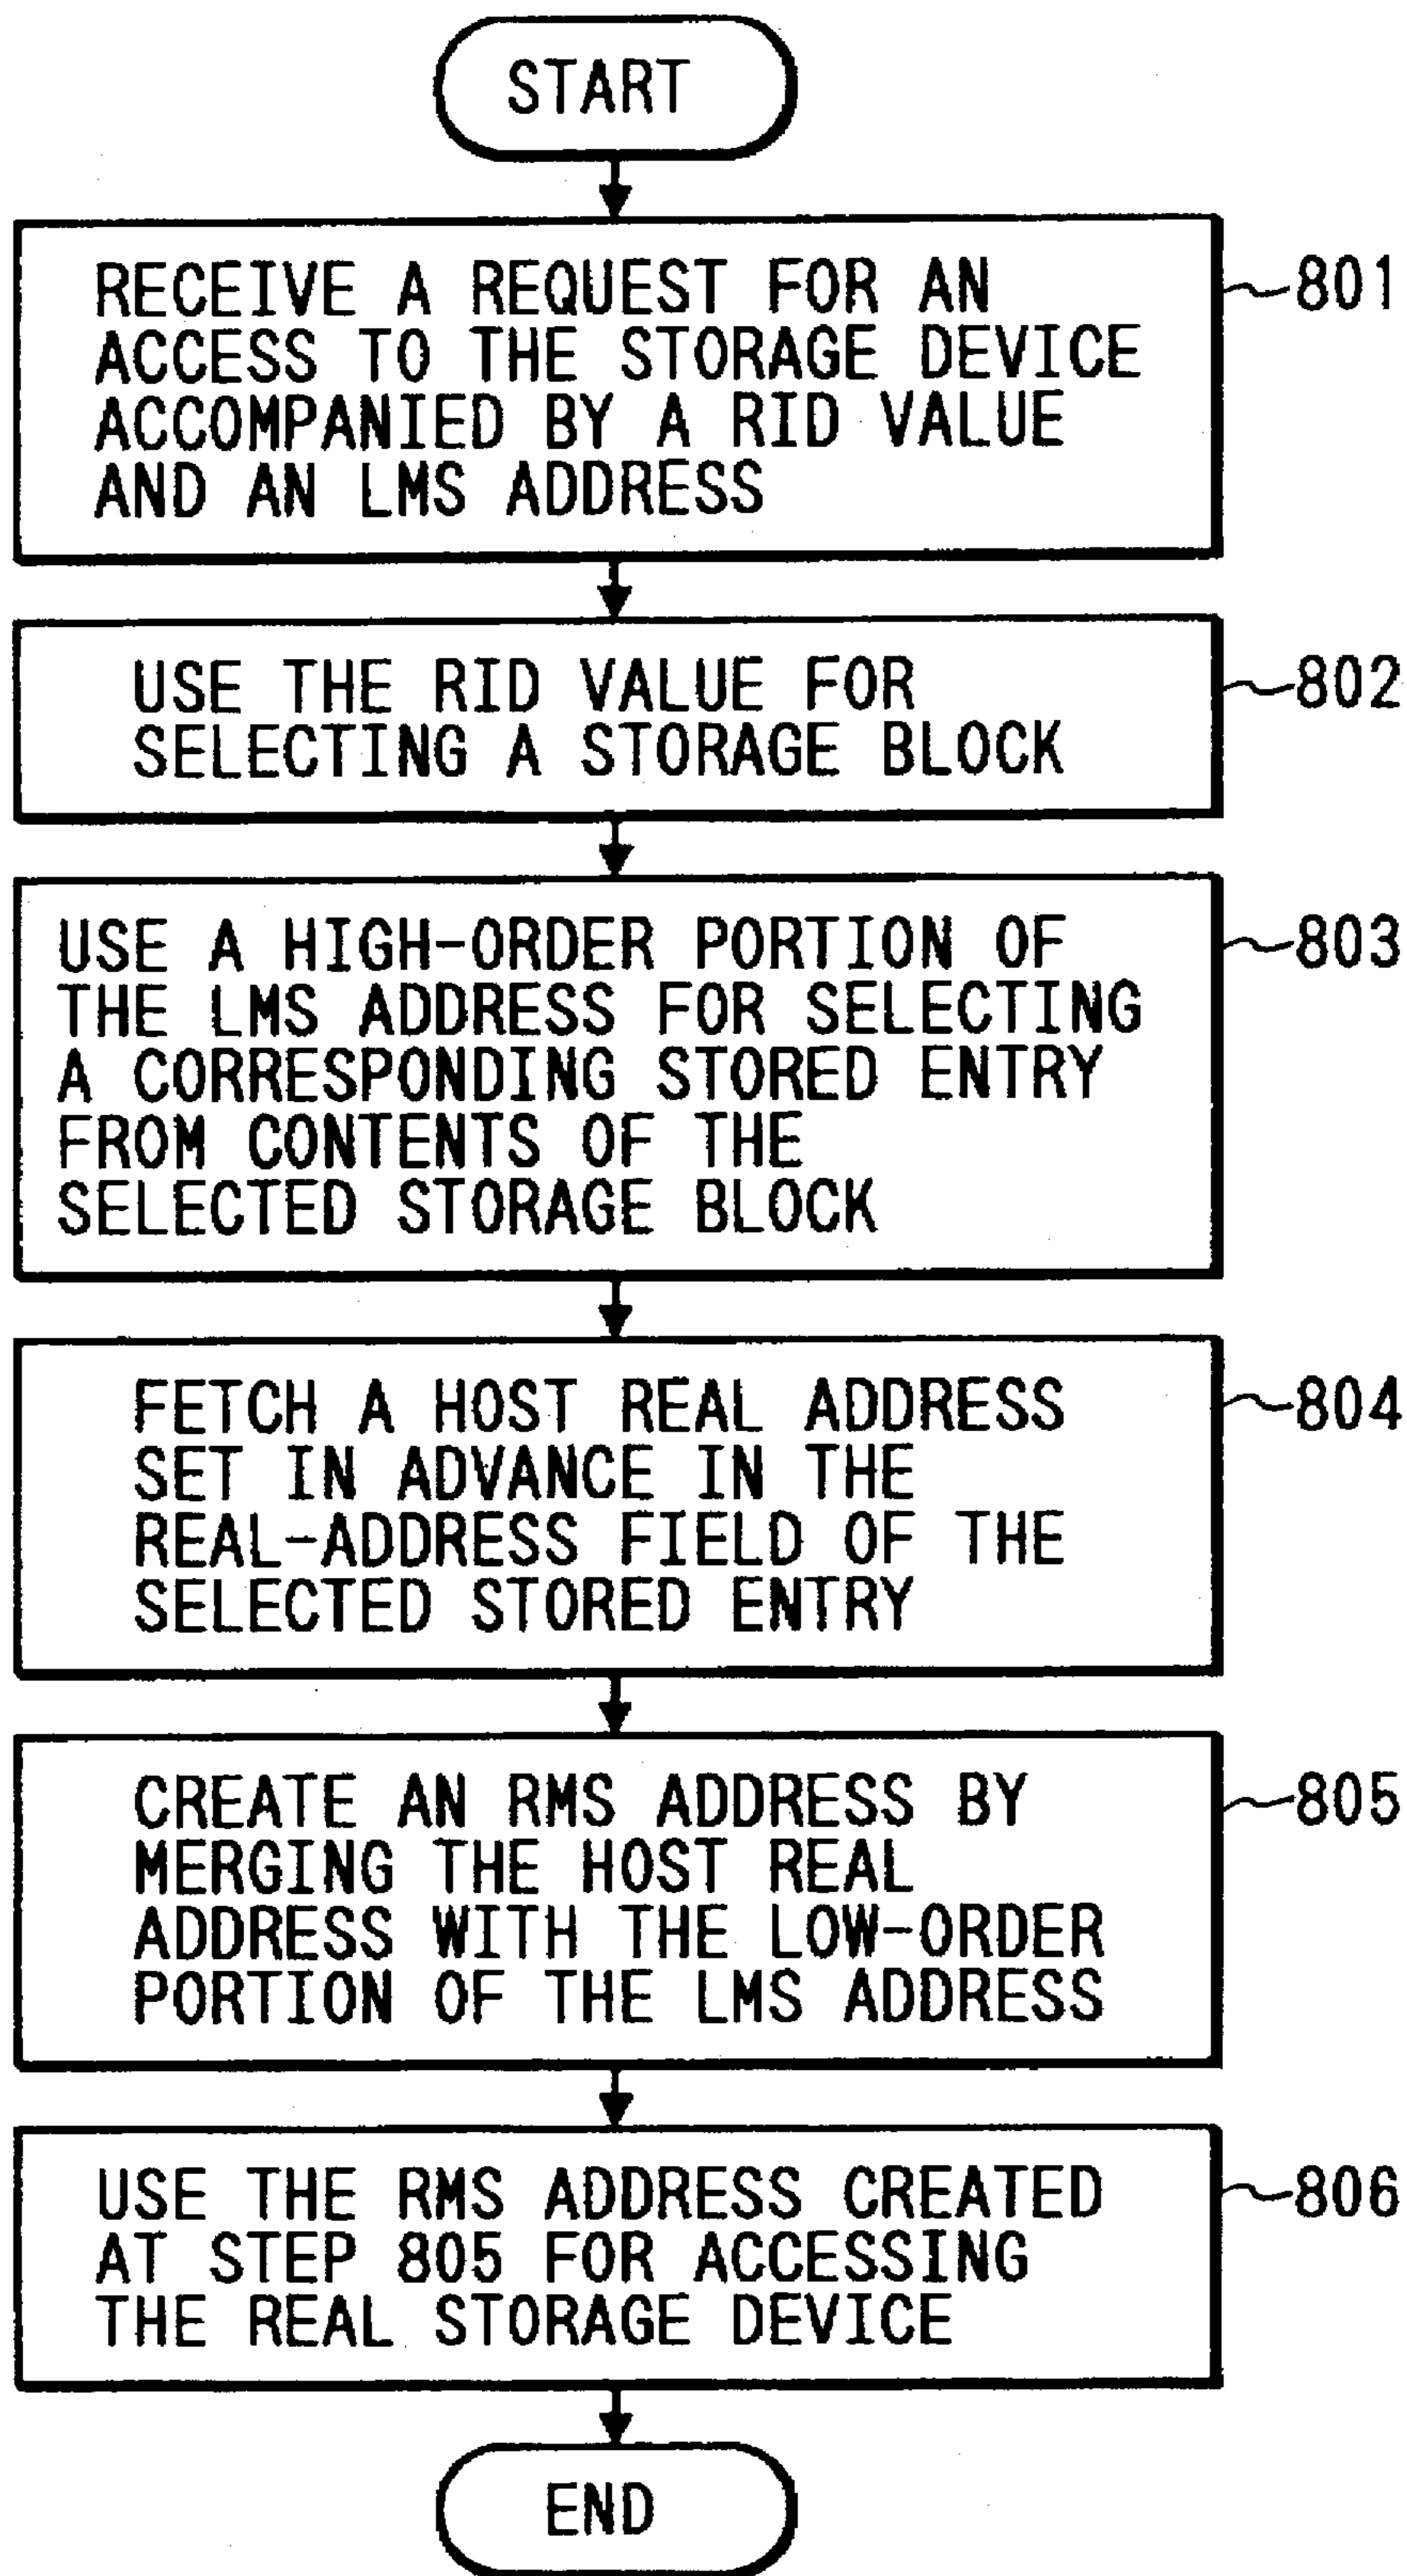 START
RECEIVE A REQUEST FOR AN
ACCESS TO THE STORAGE DEVICE
ACCOMPANIED BY A RID VALUE
AND AN LMS ADDRESS
801
USE THE RID VALUE FOR
SELECTING A STORAGE BLOCK
802
USE A HIGH-ORDER PORTION OF
THE LMS ADDRESS FOR SELECTING
A CORRESPONDING STORED ENTRY
FROM CONTENTS OF THE
SELECTED STORAGE BLOCK
803
FETCH A HOST REAL ADDRESS
SET IN ADVANCE IN THE
REAL-ADDRESS FIELD OF THE
SELECTED STORED ENTRY
804
CREATE AN RMS ADDRESS BY
MERGING THE HOST REAL
ADDRESS WITH THE LOW-ORDER
PORTION OF THE LMS ADDRESS
805
USE THE RMS ADDRESS CREATED
AT STEP 805 FOR ACCESSING
THE REAL STORAGE DEVICE
806
END